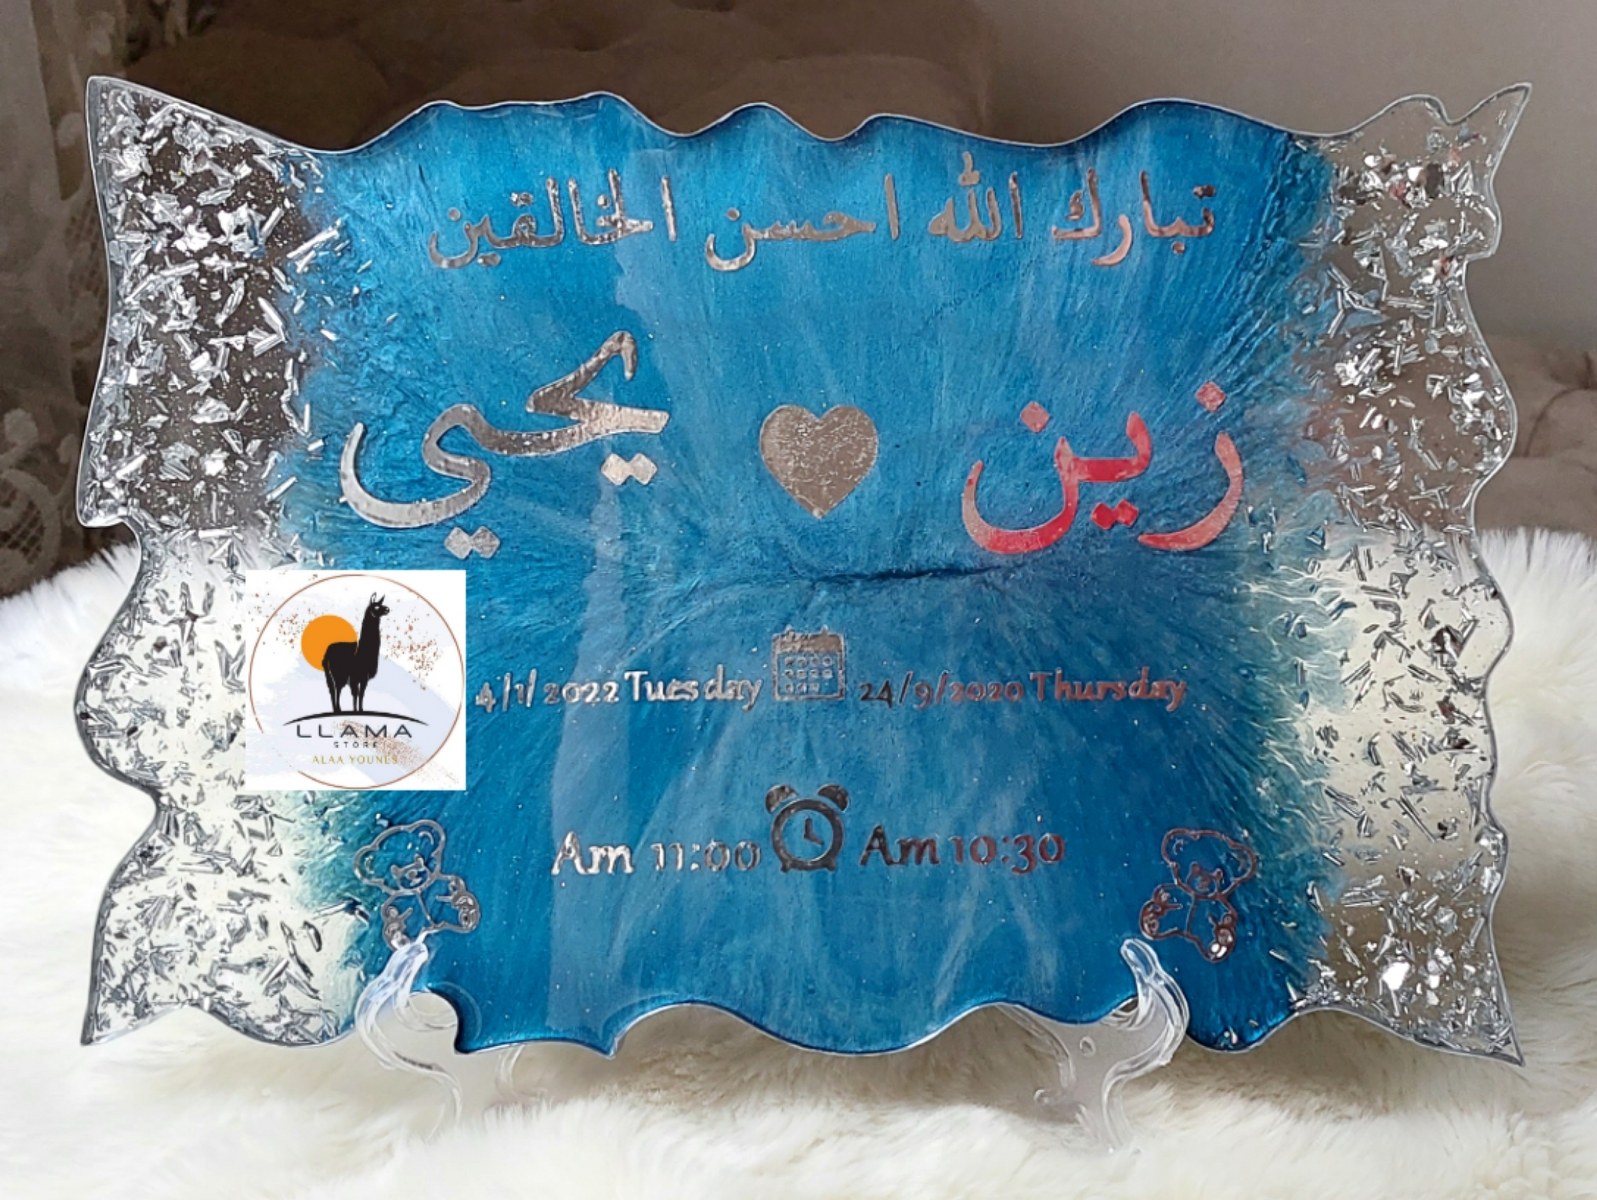 تبارك الله احسن الخالقين
زين يحيي
4/1/2022 Tuesday 24/9/2020 Thursday
Am 11:00 Am 10:30
LLAMA
STORE
ALAA YOUNES